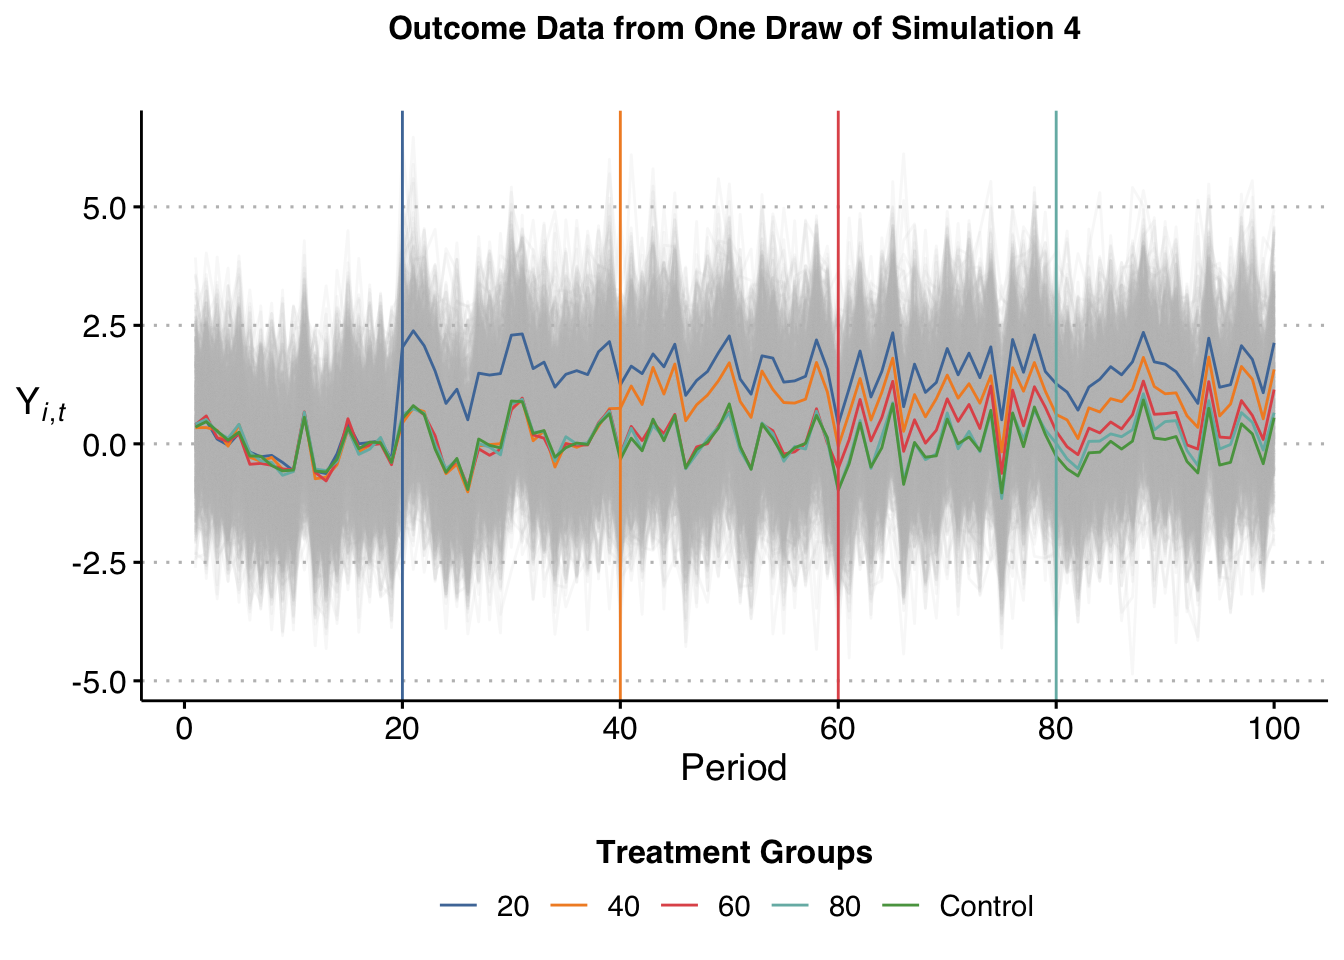 Outcome Data from One Draw of Simulation 4
5.0
2.5
0.0
-2.5
-5.0
Y i,t
0 20 40 60 80 100
Period
Treatment Groups
20 40 60 80 Control